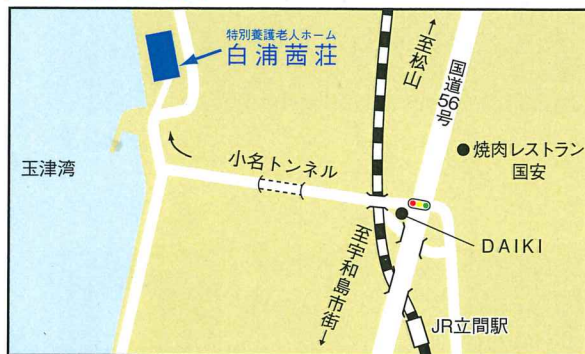 特別養護老人ホーム
白浦茜荘
←至松山
国道56号
焼肉レストラン
国安
玉津湾
小名トンネル
DAIKI
至宇和島市街→
JR立間駅